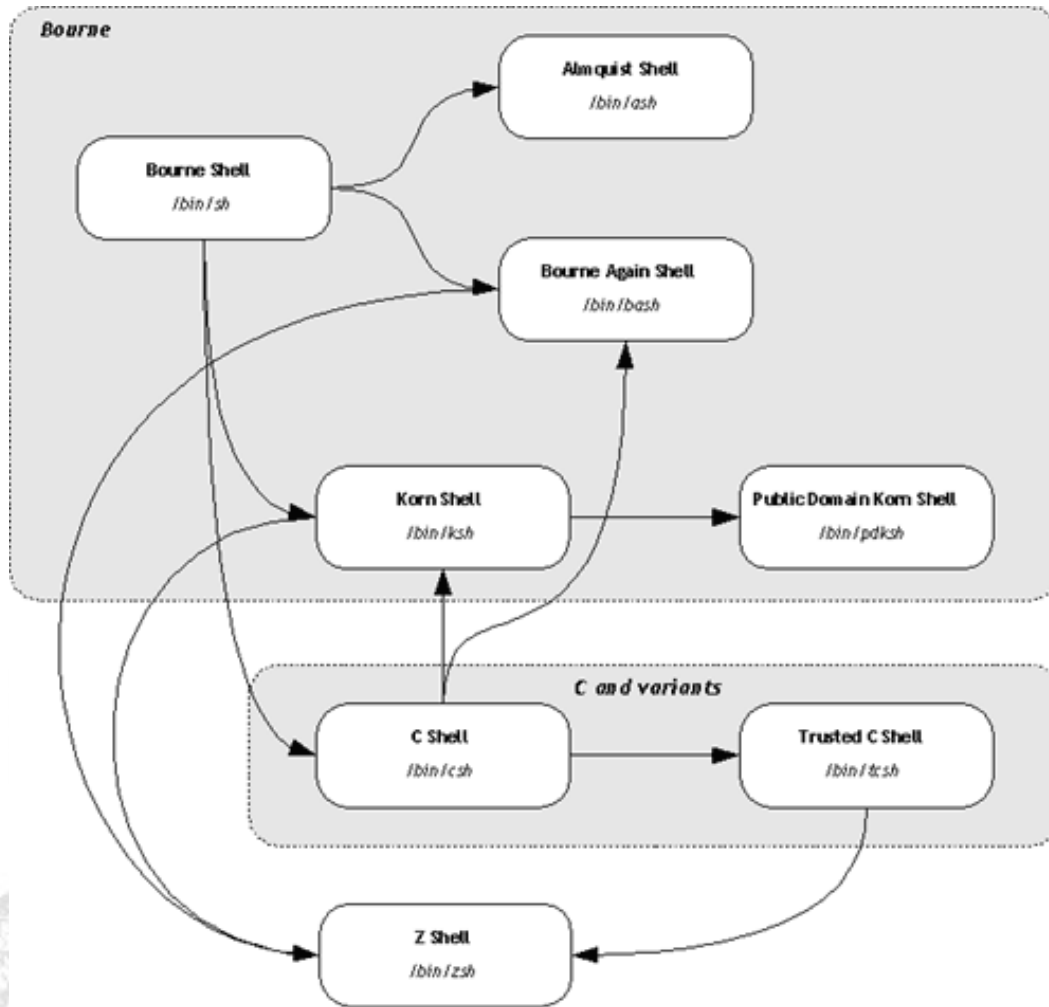 Bourne
Almquist Shell
/bin/ash
Bourne Shell
/bin/sh
Bourne Again Shell
/bin/bash
Korn Shell
/bin/ksh
Public Domain Korn Shell
/bin/pdksh
C and variants
C Shell
/bin/csh
Trusted C Shell
/bin/tcsh
Z Shell
/bin/zsh